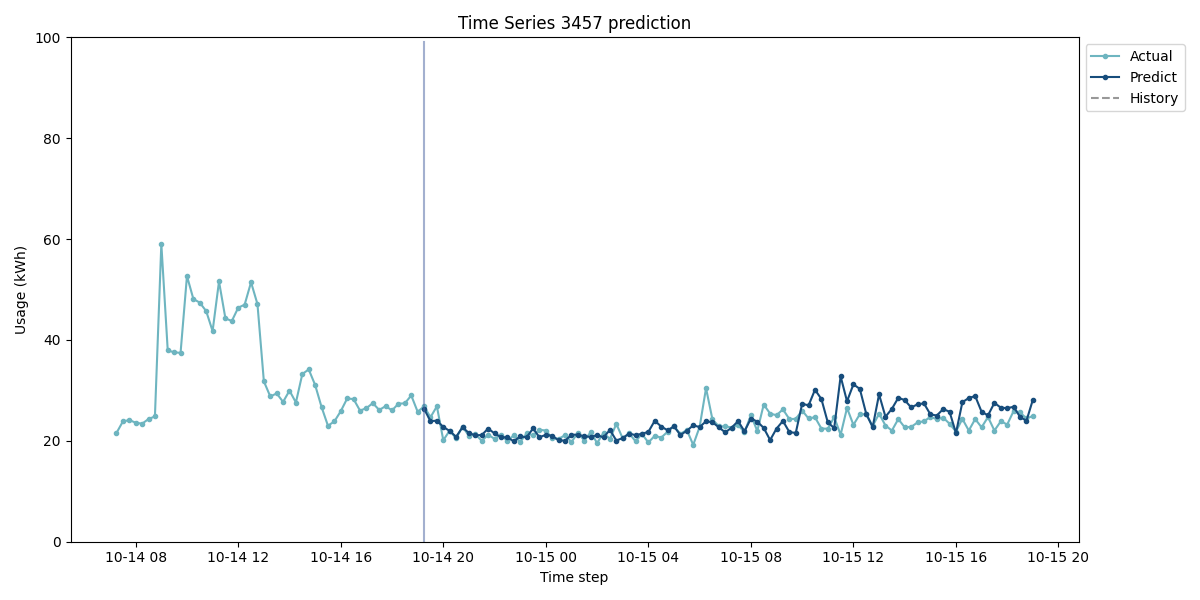 Time Series 3457 prediction
100
80
60
40
20
0
Usage (kWh)
10-14 08
10-14 12
10-14 16
10-14 20
10-15 00
10-15 04
10-15 08
10-15 12
10-15 16
10-15 20
Time step
Actual
Predict
History